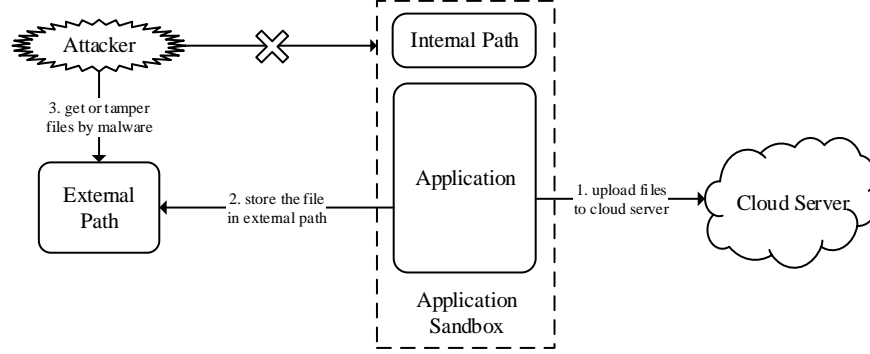 Attacker
Internal Path
3. get or tamper
files by malware
External
Path
2. store the file
in external path
Application
1. upload files
to cloud server
Cloud Server
Application
Sandbox